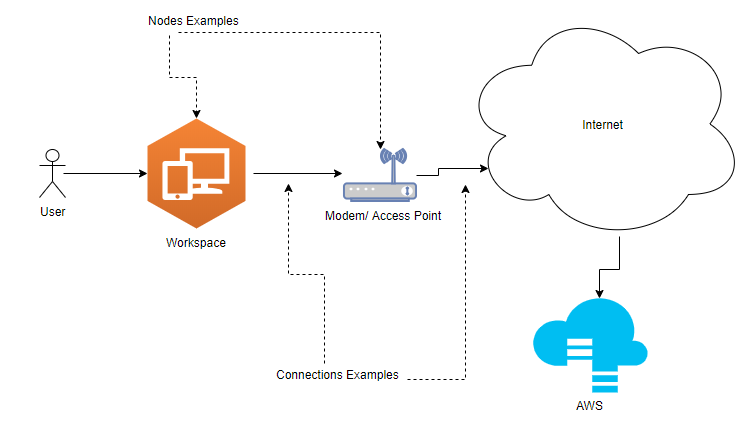 Nodes Examples
Internet
User
Modem/ Access Point
Workspace
Connections Examples
AWS